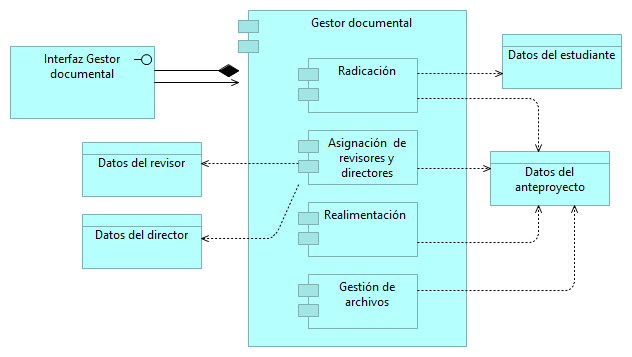 Gestor documental
Interfaz Gestor
documental
Radicación
Datos del estudiante
Asignación de
revisores y
directores
Datos del revisor
Datos del
anteproyecto
Realimentación
Datos del director
Gestión de
archivos